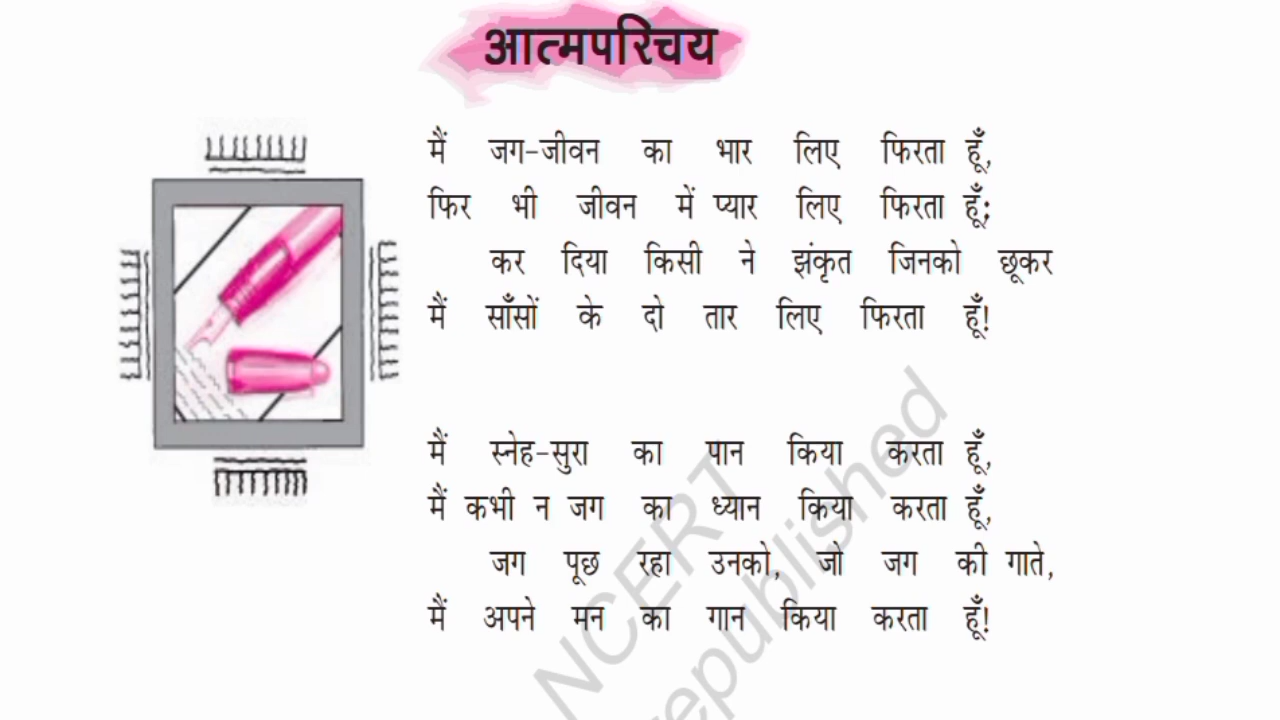 आत्मपरिचय
मैं जग-जीवन का भार लिए फिरता हूँ,
फिर भी जीवन में प्यार लिए फिरता हूँ;
कर दिया किसी ने झंकृत जिनको छूकर
मैं साँसों के दो तार लिए फिरता हूँ!
मैं स्नेह-सुरा का पान किया करता हूँ,
मैं कभी न जग का ध्यान किया करता हूँ,
जग पूछ रहा उनको, जो जग की गाते,
मैं अपने मन का गान किया करता हूँ!
NCERT
republished